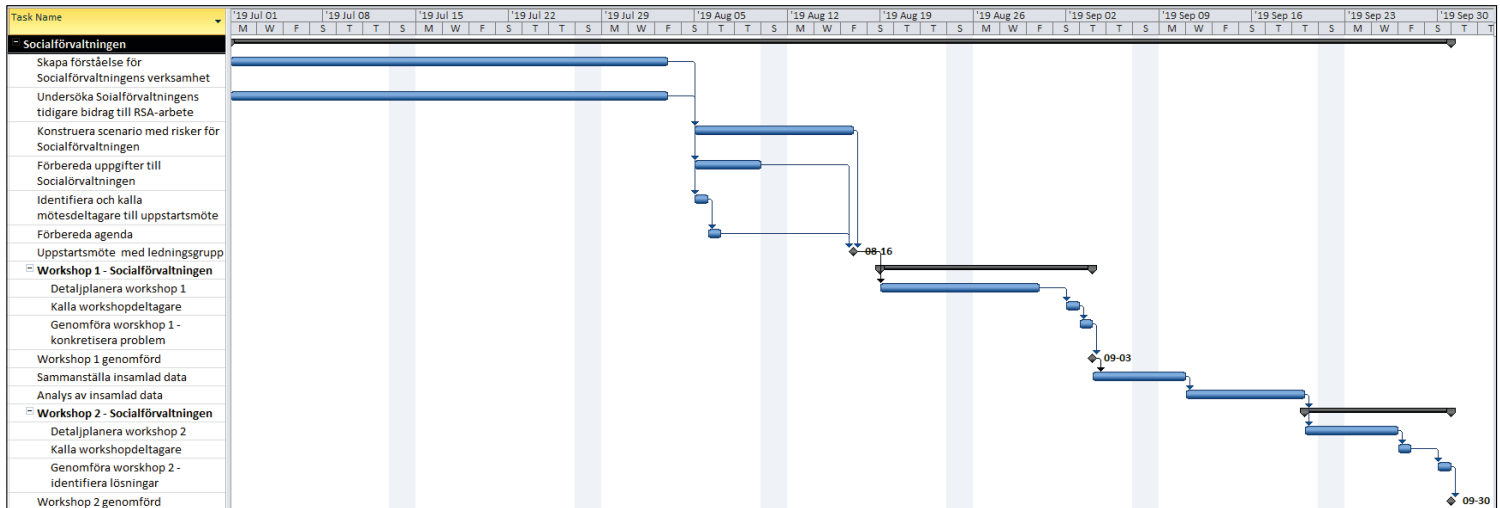 Task Name
'19 Jul 01 '19 Jul 08 '19 Jul 15 '19 Jul 22 '19 Jul 29 '19 Aug 05 '19 Aug 12 '19 Aug 19 '19 Aug 26 '19 Sep 02 '19 Sep 09 '19 Sep 16 '19 Sep 23 '19 Sep 30
M W F S T T S M W F S T T S M W F S T T S M W F S T T S M W F S T T S M W F S T T S M W F S T T
Socialförvaltningen
Skapa förståelse för
Socialförvaltningens verksamhet
Undersöka Soialförvaltningens
tidigare bidrag till RSA-arbete
Konstruera scenario med risker för
Socialförvaltningen
Förbereda uppgifter till
Socialörvaltningen
Identifiera och kalla
mötesdeltagare till uppstartsmöte
Förbereda agenda
Uppstartsmöte med ledningsgrupp
08-16
Workshop 1 - Socialförvaltningen
Detaljplanera workshop 1
Kalla workshopdeltagare
Genomföra worskhop 1 -
konkretisera problem
Workshop 1 genomförd
09-03
Sammanställa insamlad data
Analys av insamlad data
Workshop 2 - Socialförvaltningen
Detaljplanera workshop 2
Kalla workshopdeltagare
Genomföra worskhop 2 -
identifiera lösningar
Workshop 2 genomförd
09-30